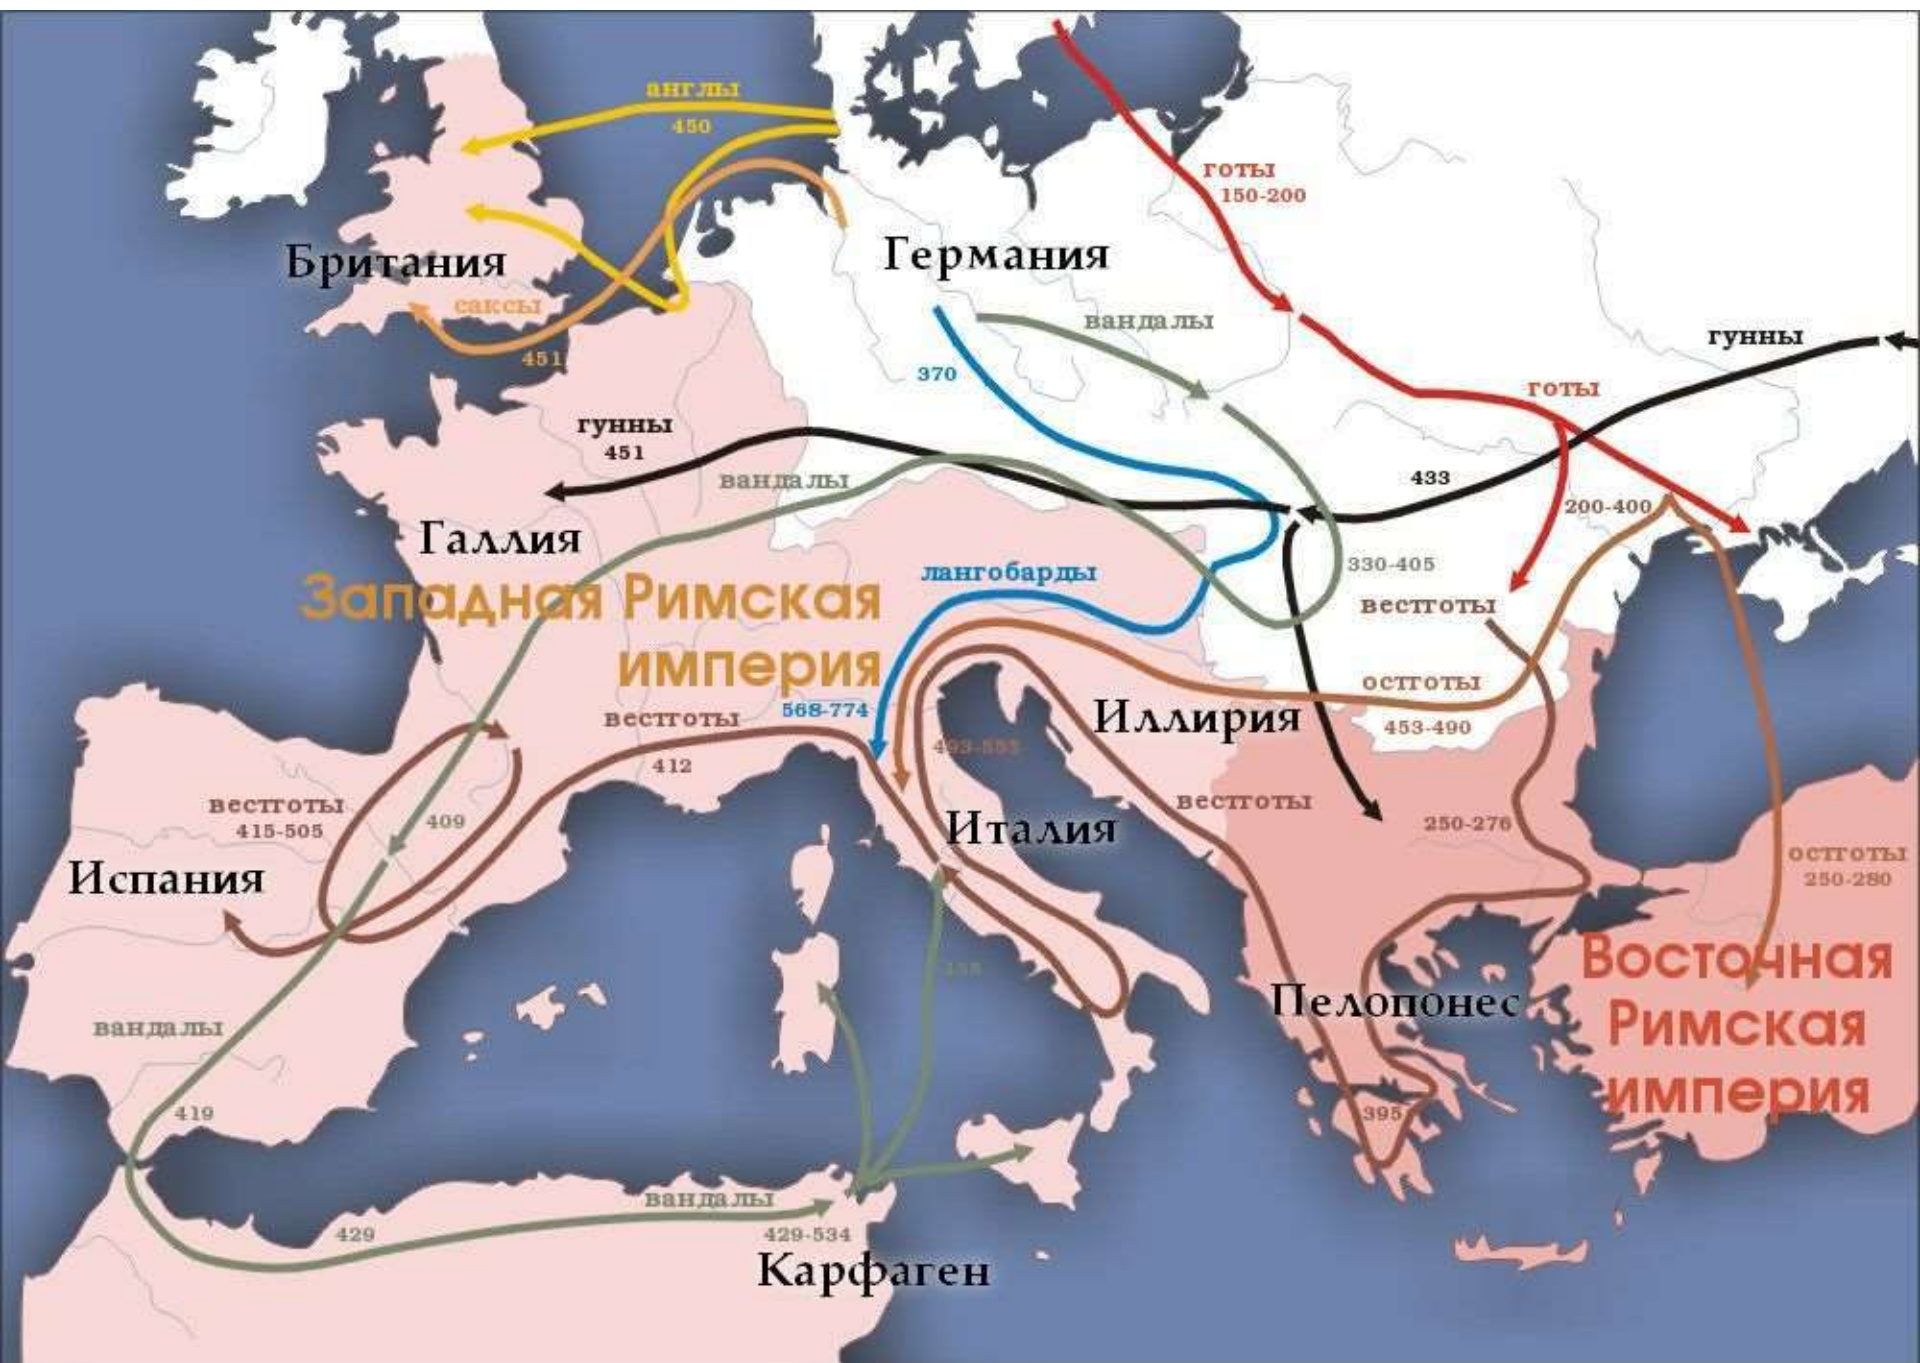 англы
450
готы
150-200
Германия
Британия
саксы
451
вандалы
370
гунны
готы
гунны
451
вандалы
433
200-400
Галлия
330-405
лангобарды
Западная Римская
империя
вестготы
остготы
453-490
568-774
вестготы
412
Иллирия
вестготы
415-505
409
вестготы
250-276
Италия
остготы
250-280
Испания
Восточная
Римская
империя
Пелопонес
вандалы
419
395
вандалы
429
429-534
Карфаген